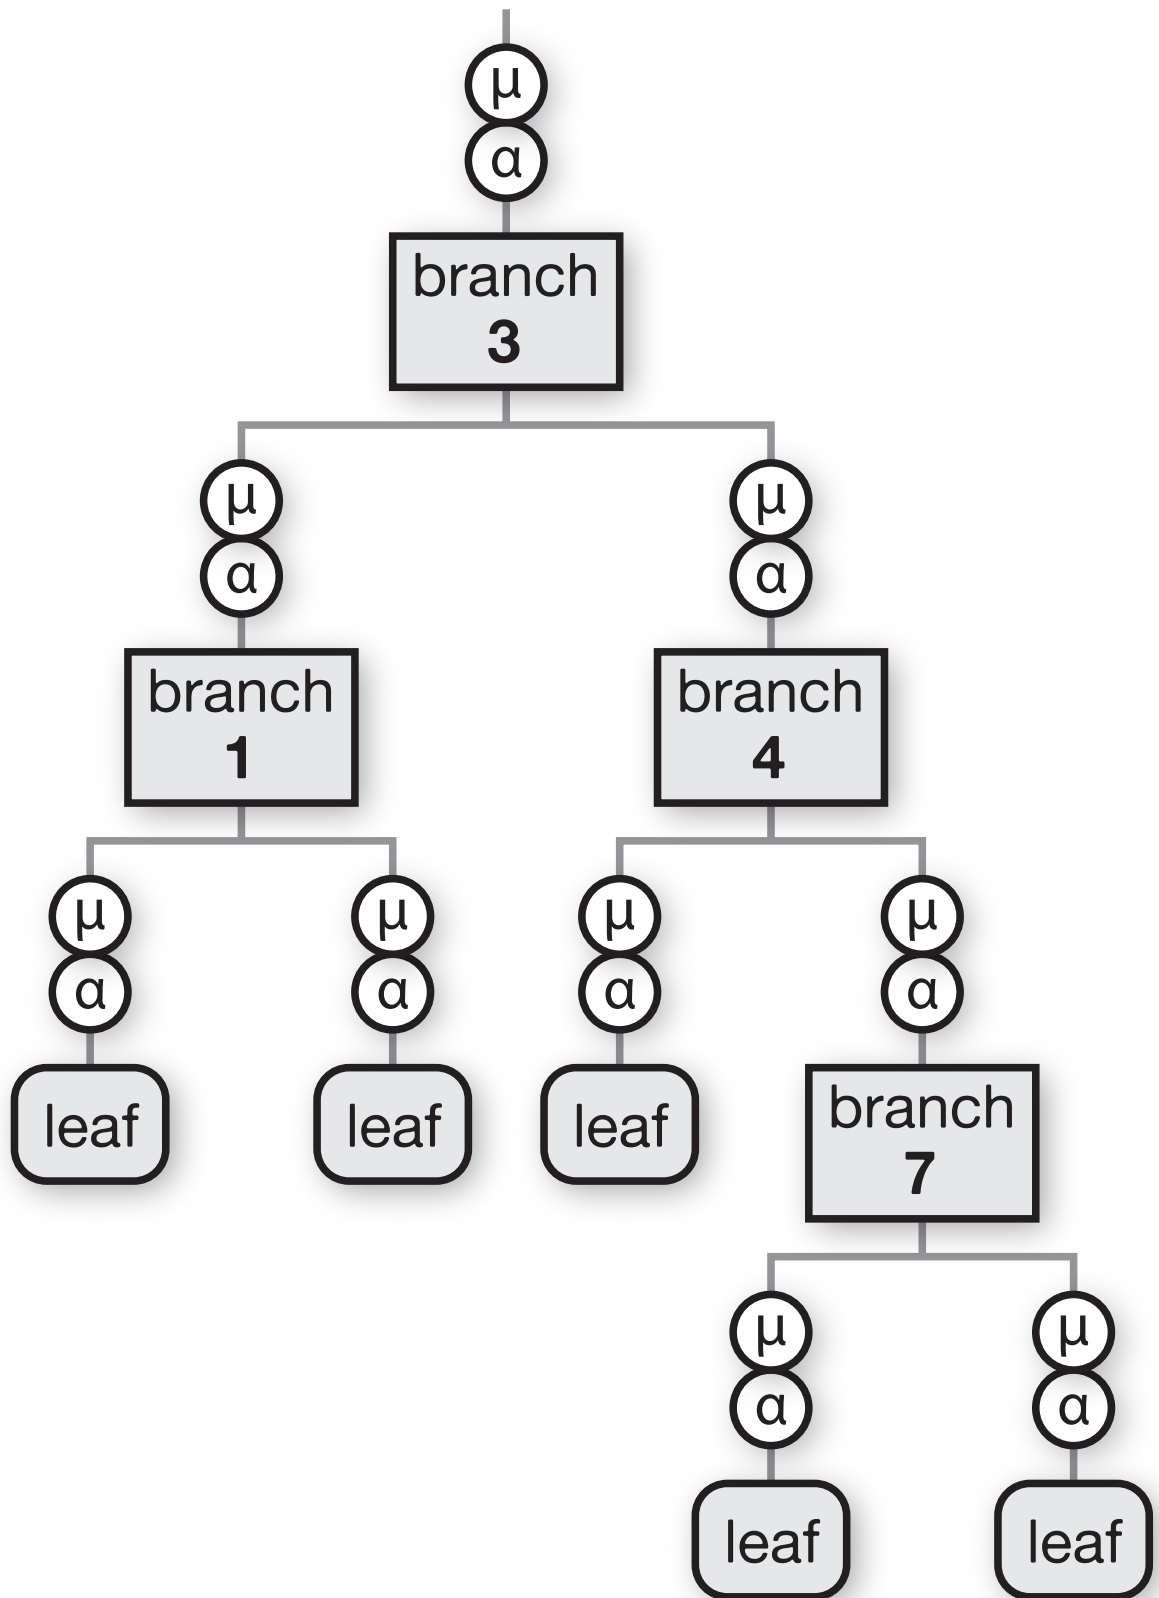 μ
α
branch
3
μ μ
α α
branch branch
1 4
μ μ μ μ
α α α α
leaf leaf leaf branch
7
μ μ
α α
leaf leaf